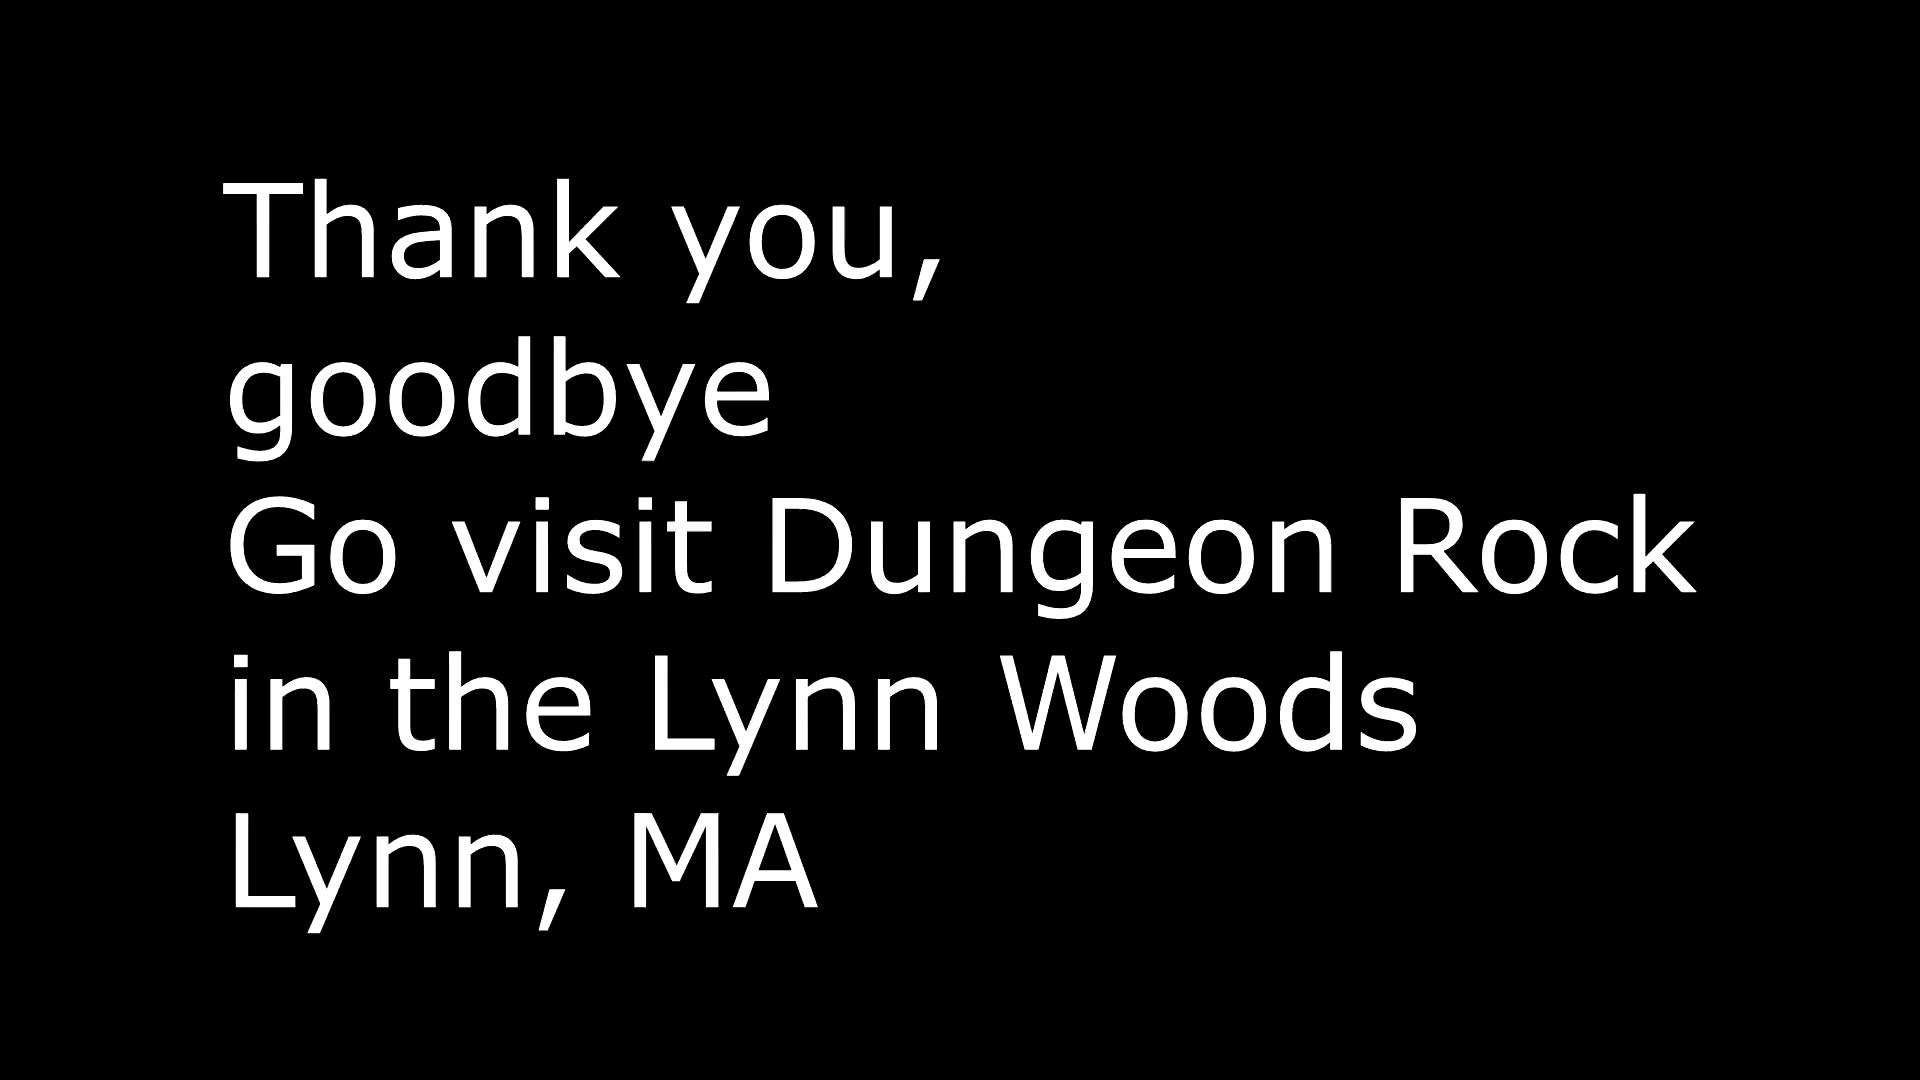 Thank you,
goodbye
Go visit Dungeon Rock
in the Lynn Woods
Lynn, MA